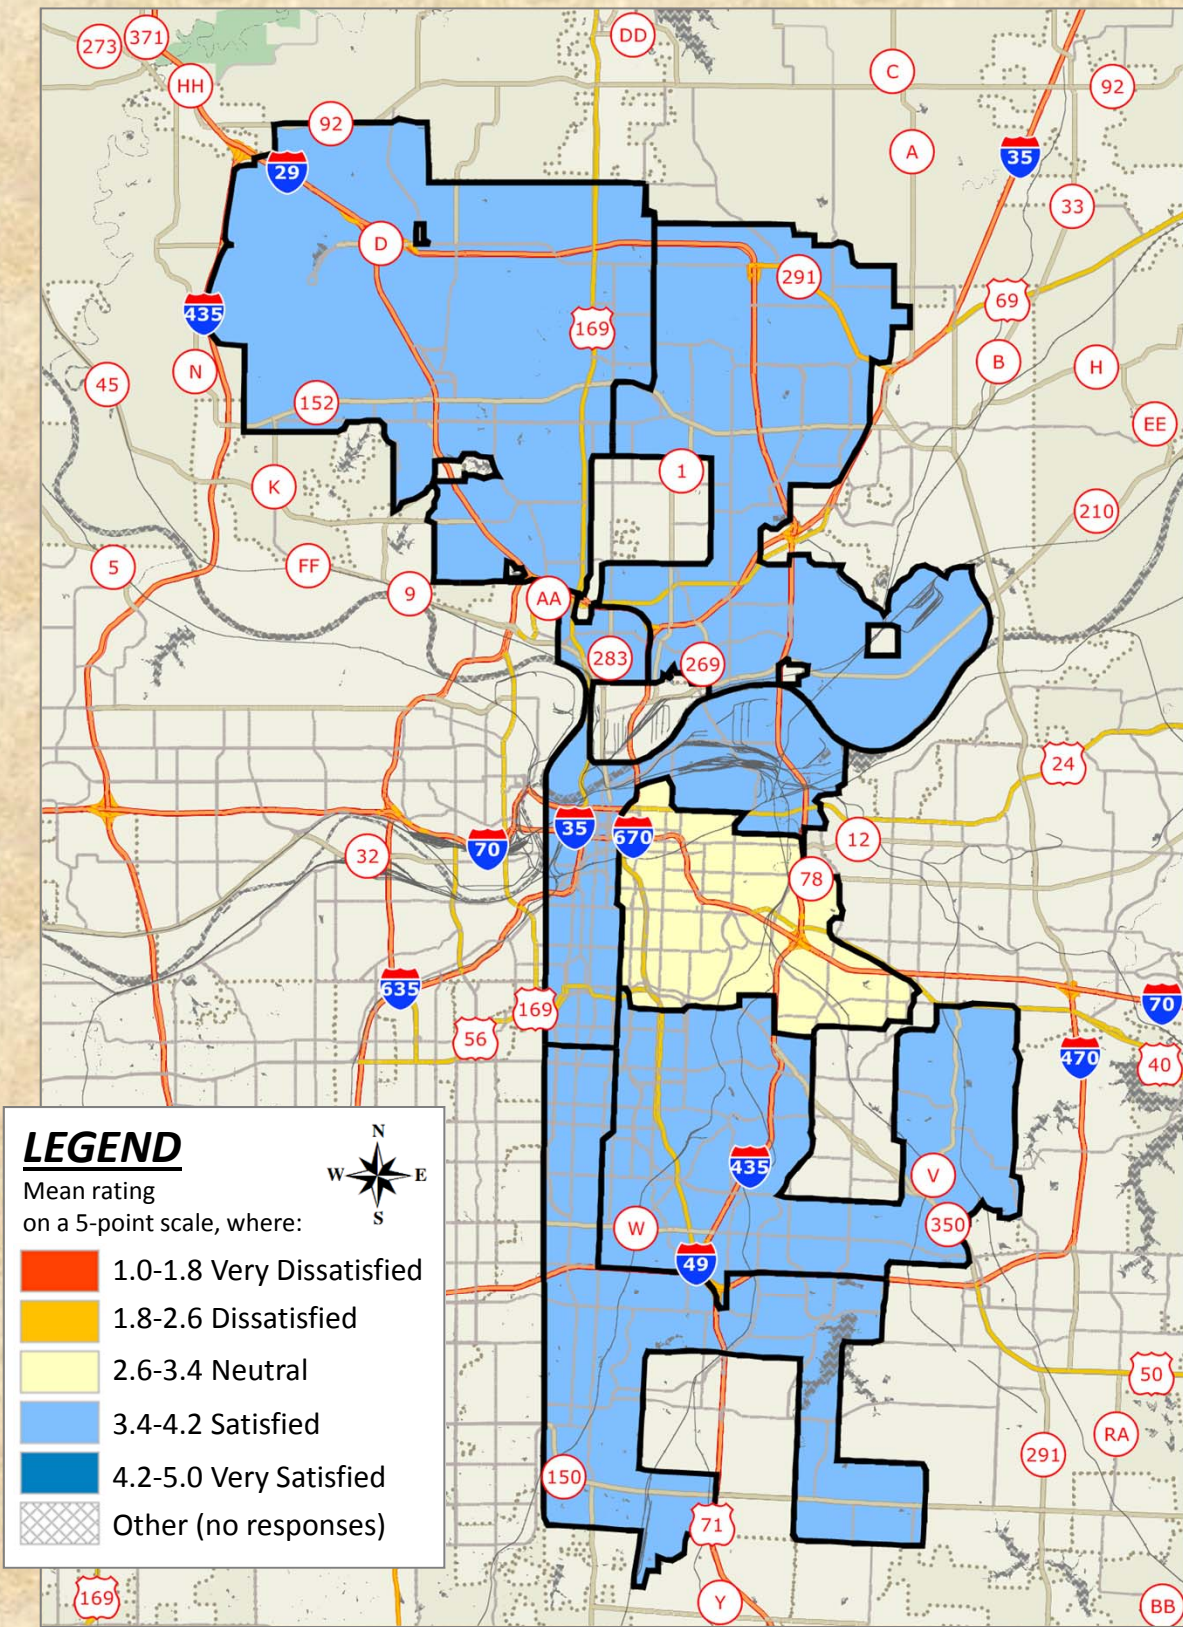 DD
371
273
C
HH
92
92
A
35
29
33
D
291
69
435
169
B
H
N
45
152
EE
1
K
210
5
FF
9
AA
283
269
24
35
670
12
70
32
78
635
70
169
56
470
40
LEGEND
Mean rating
on a 5-point scale, where:
N
W E
S
1.0-1.8 Very Dissatisfied
1.8-2.6 Dissatisfied
2.6-3.4 Neutral
3.4-4.2 Satisfied
4.2-5.0 Very Satisfied
Other (no responses)
435
V
W
350
49
50
RA
291
150
71
169
Y
BB